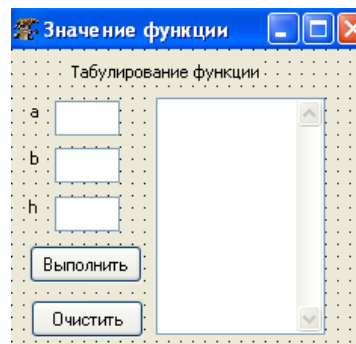 Значение функции
Табулирование функции
a
b
h
Выполнить
Очистить